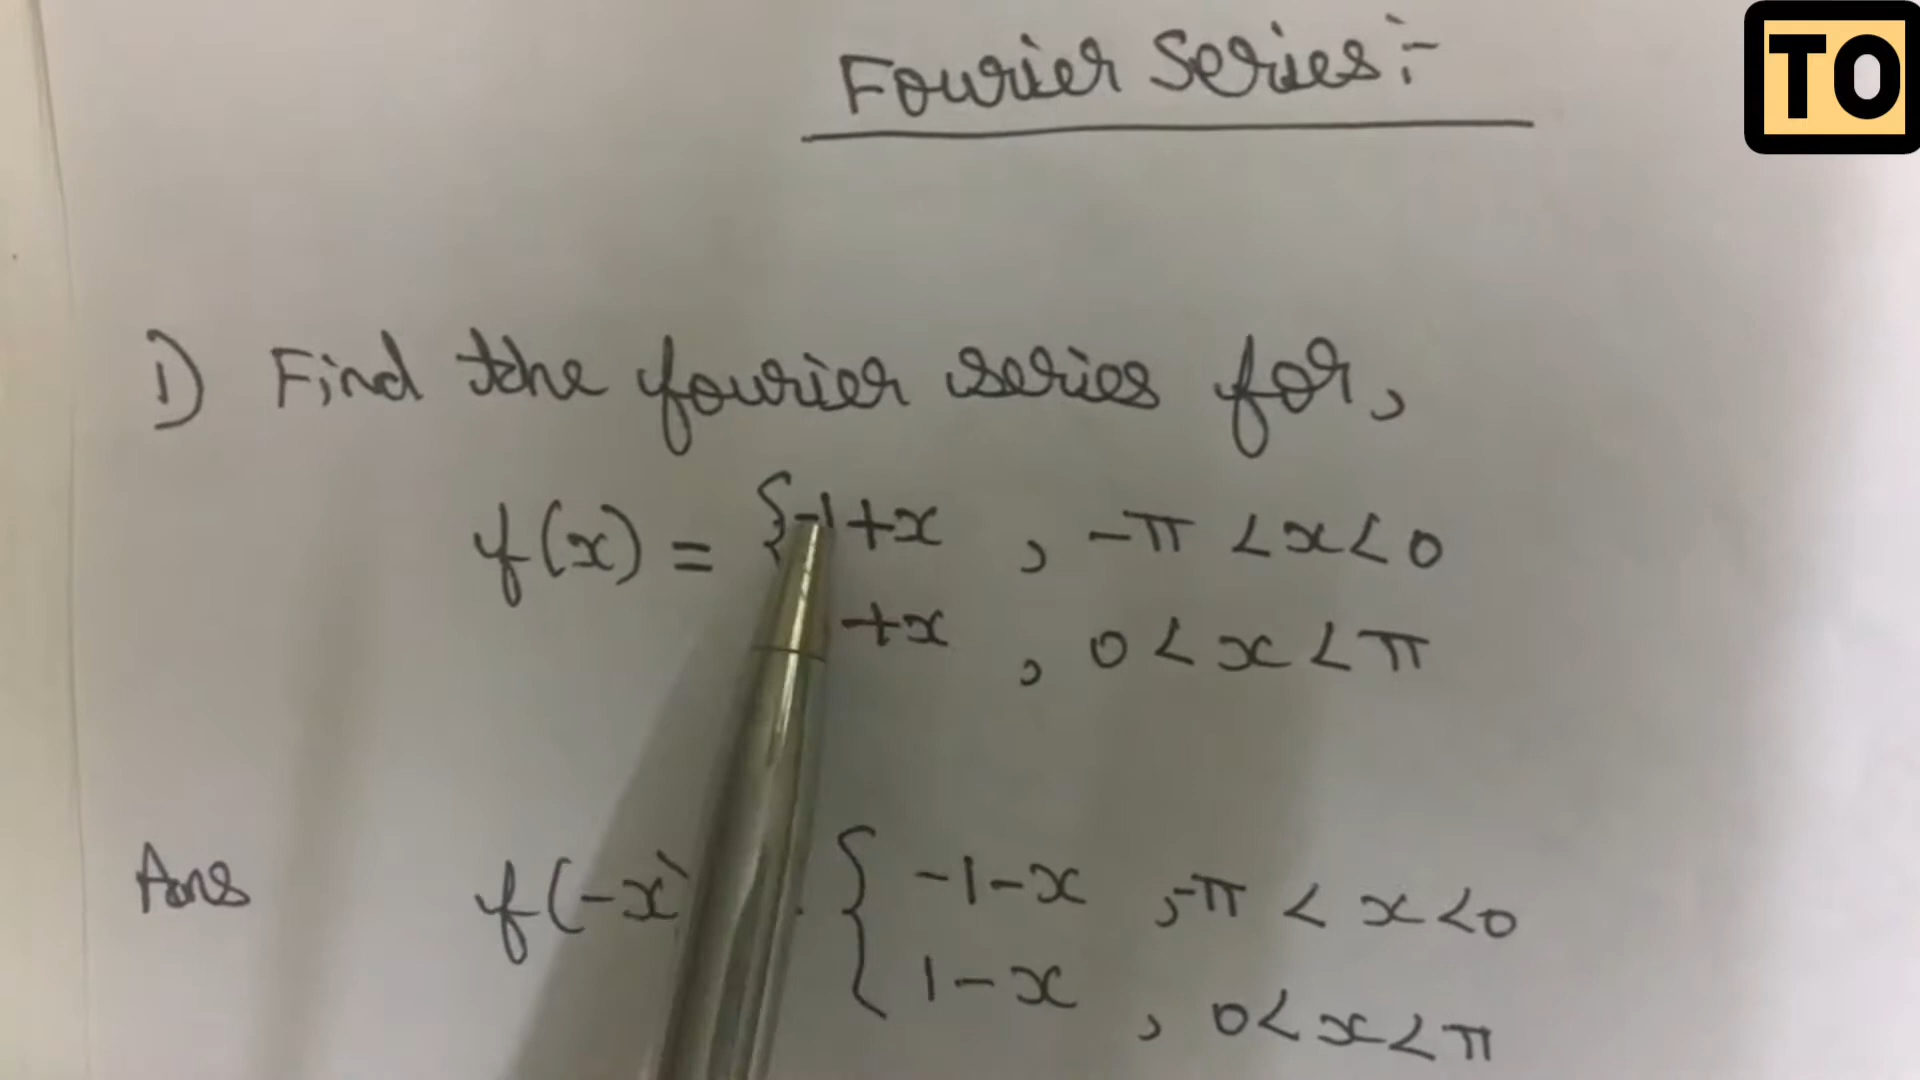 TO
Fourier Series:-
1) Find the fourier series for,
f(x) = { -1+x , -π < x < 0
+x , 0 < x < π
Ans f(-x) { -1-x , -π < x < 0
1-x , 0 < x < π